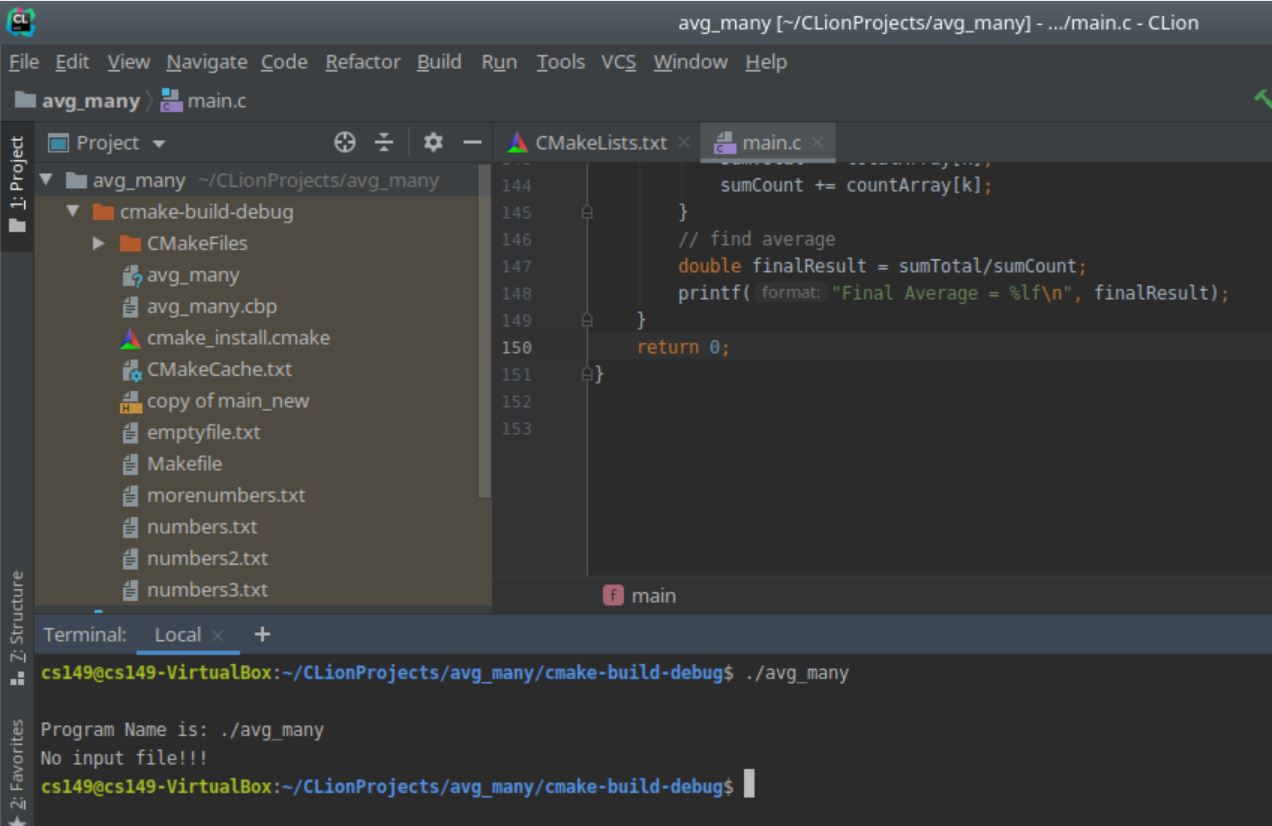 CL
avg_many [~/CLionProjects/avg_many] - .../main.c - CLion
File Edit View Navigate Code Refactor Build Run Tools VCS Window Help
avg_many main.c
1: Project
Project
CMakeLists.txt
main.c
avg_many ~/CLionProjects/avg_many
cmake-build-debug
CMakeFiles
avg_many
avg_many.cbp
cmake_install.cmake
CMakeCache.txt
copy of main_new
emptyfile.txt
Makefile
morenumbers.txt
numbers.txt
numbers2.txt
numbers3.txt
144 sumCount += countArray[k];
145 }
146 // find average
147 double finalResult = sumTotal/sumCount;
148 printf( format: "Final Average = %lf\n", finalResult);
149 }
150 return 0;
151 }
152
153
f main
Z: Structure
2: Favorites
Terminal: Local +
cs149@cs149-VirtualBox:~/CLionProjects/avg_many/cmake-build-debug$ ./avg_many
Program Name is: ./avg_many
No input file!!!
cs149@cs149-VirtualBox:~/CLionProjects/avg_many/cmake-build-debug$